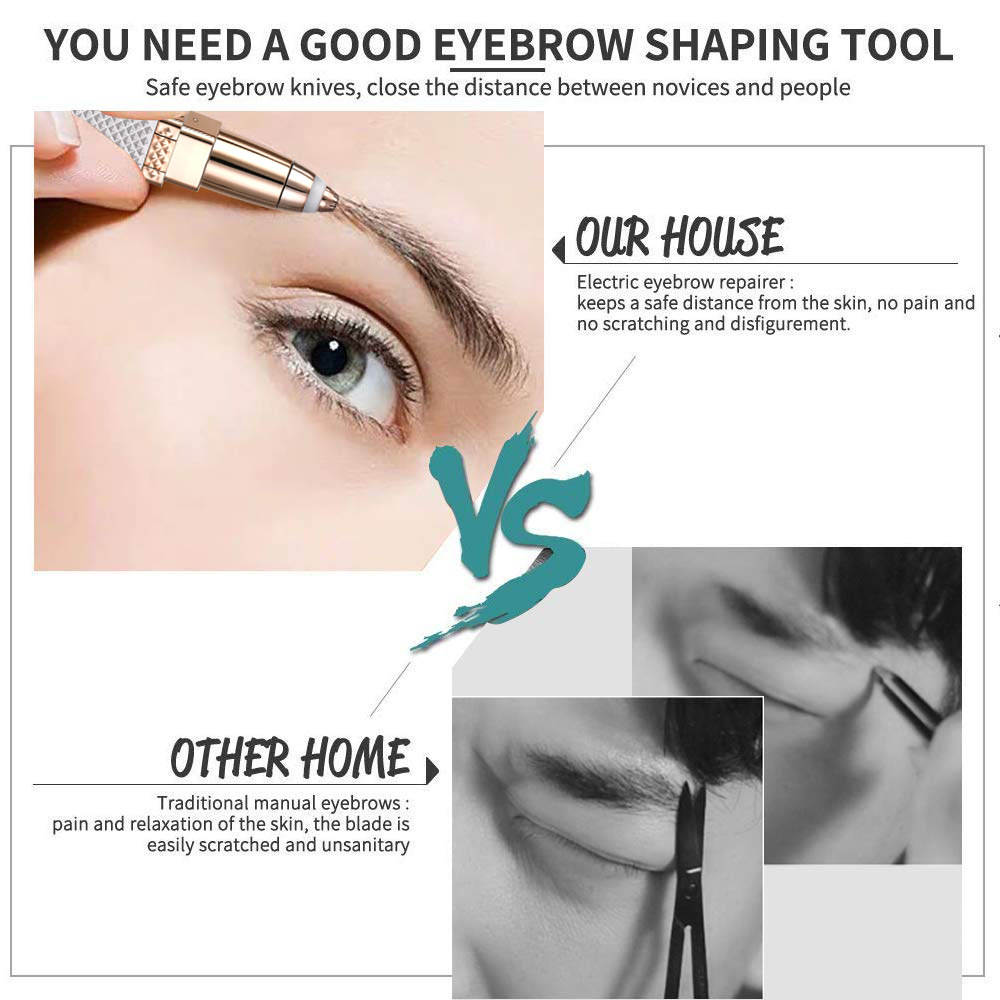 YOU NEED A GOOD EYEBROW SHAPING TOOL
Safe eyebrow knives, close the distance between novices and people
OUR HOUSE
Electric eyebrow repairer :
keeps a safe distance from the skin, no pain and
no scratching and disfigurement.
VS
OTHER HOME
Traditional manual eyebrows :
pain and relaxation of the skin, the blade is
easily scratched and unsanitary